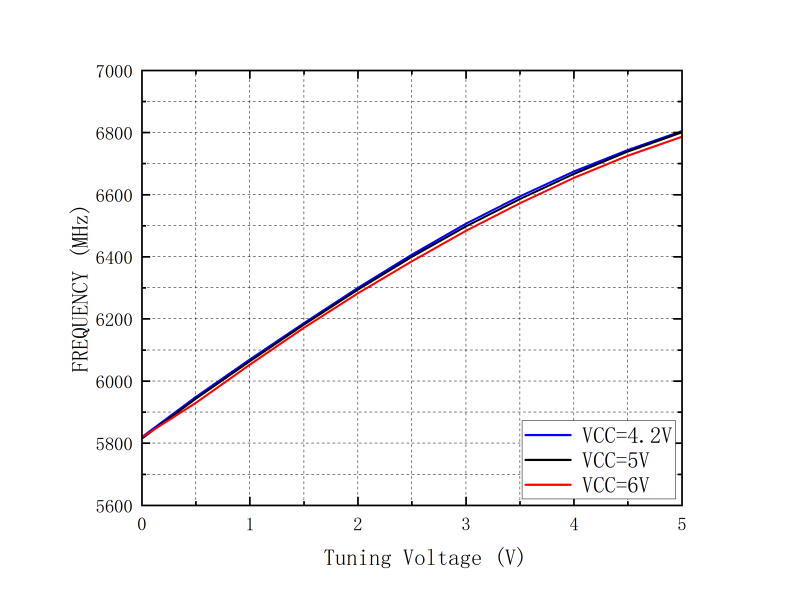 7000
6800
6600
6400
6200
6000
5800
5600
FREQUENCY (MHz)
0 1 2 3 4 5
Tuning Voltage (V)
VCC=4.2V
VCC=5V
VCC=6V